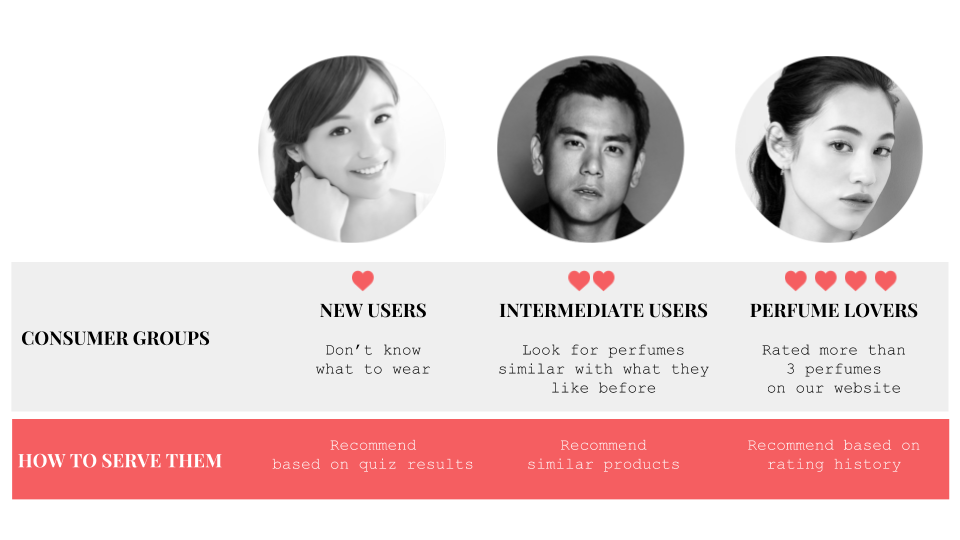 NEW USERS
INTERMEDIATE USERS
PERFUME LOVERS
CONSUMER GROUPS
Don’t know
what to wear
Look for perfumes
similar with what they
like before
Rated more than
3 perfumes
on our website
HOW TO SERVE THEM
Recommend
based on quiz results
Recommend
similar products
Recommend based on
rating history